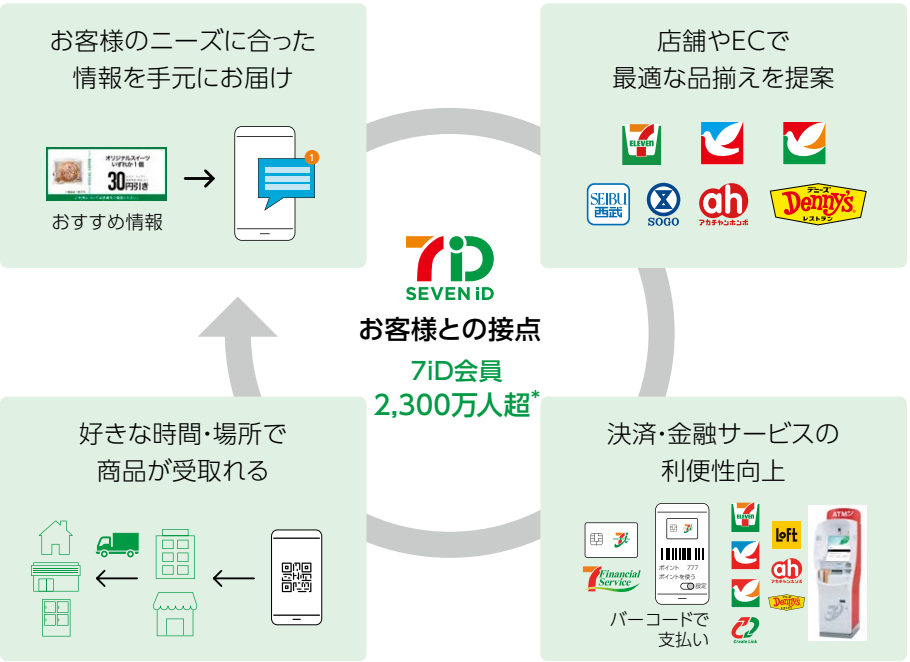 お客様のニーズに合った
情報を手元にお届け
オリジナルスイーツ
いずれか1個
30円引き
1
おすすめ情報
店舗やECで
最適な品揃えを提案
7
ELEVEN
SEIBU
西武
SOGO
ah
アカチャンホンポ
デニーズ
Denny's
レストラン
7iD
SEVEN iD
お客様との接点
7iD会員
2,300万人超*
好きな時間・場所で
商品が受取れる
決済・金融サービスの
利便性向上
7i
7 Financial
Service
7i
ポイント 777
ポイントを使う
設定
バーコードで
支払い
7
ELEVEN
Create Link
Loft
ah
アカチャンホンポ
Denny's
ATM